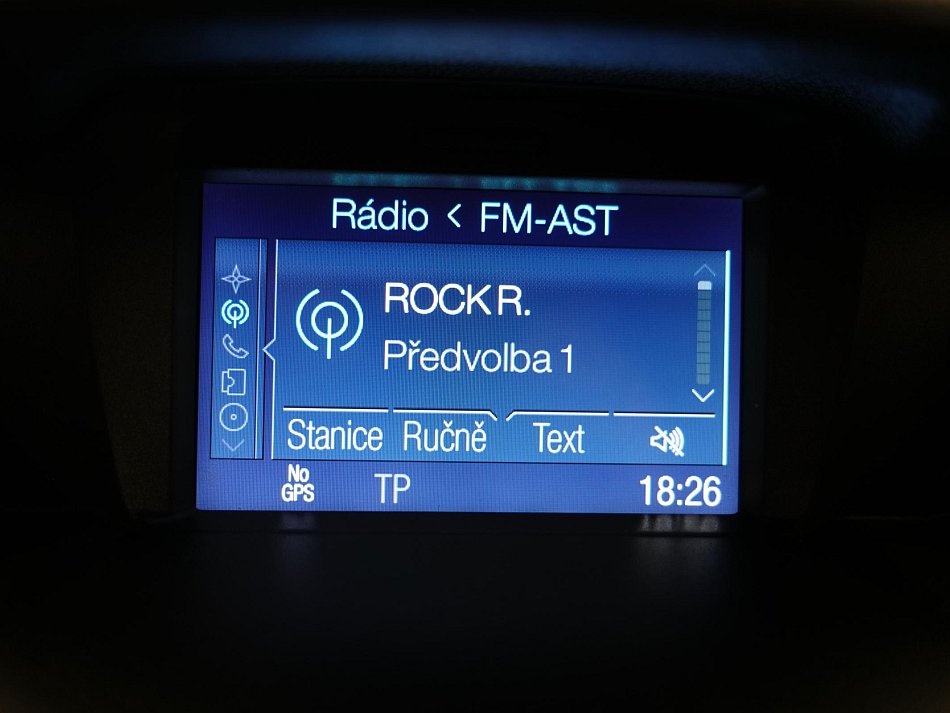 Rádio < FM-AST
ROCK R.
Předvolba 1
Stanice Ručně Text
No GPS TP 18:26